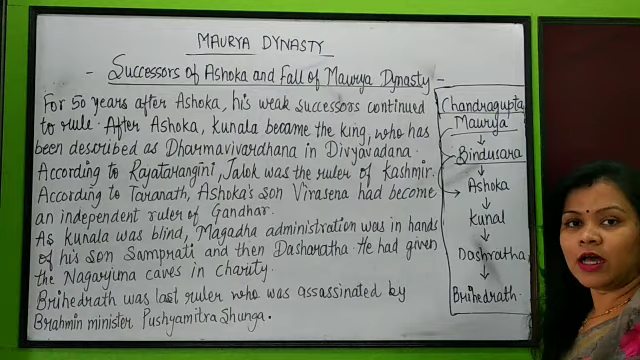 MAURYA DYNASTY
- Successors of Ashoka and Fall of Maurya Dynasty -
For 50 years after Ashoka, his weak successors continued
to rule. After Ashoka, Kunala became the king, who has
been described as Dharmavivardhana in Divyavadana.
According to Rajatarangini, Jalok was the ruler of Kashmir.
According to Taranath, Ashoka's son Virasena had become
an independent ruler of Gandhar.
As Kunala was blind, Magadha administration was in hands
of his son Samprati and then Dasharatha. He had given
the Nagarjuna caves in charity.
Brihedrath was last ruler who was assassinated by
Brahmin minister Pushyamitra Shunga.
Chandragupta
Maurya
↓
Bindusara
↓
Ashoka
↓
Kunal
↓
Dashratha
↓
Brihedrath.